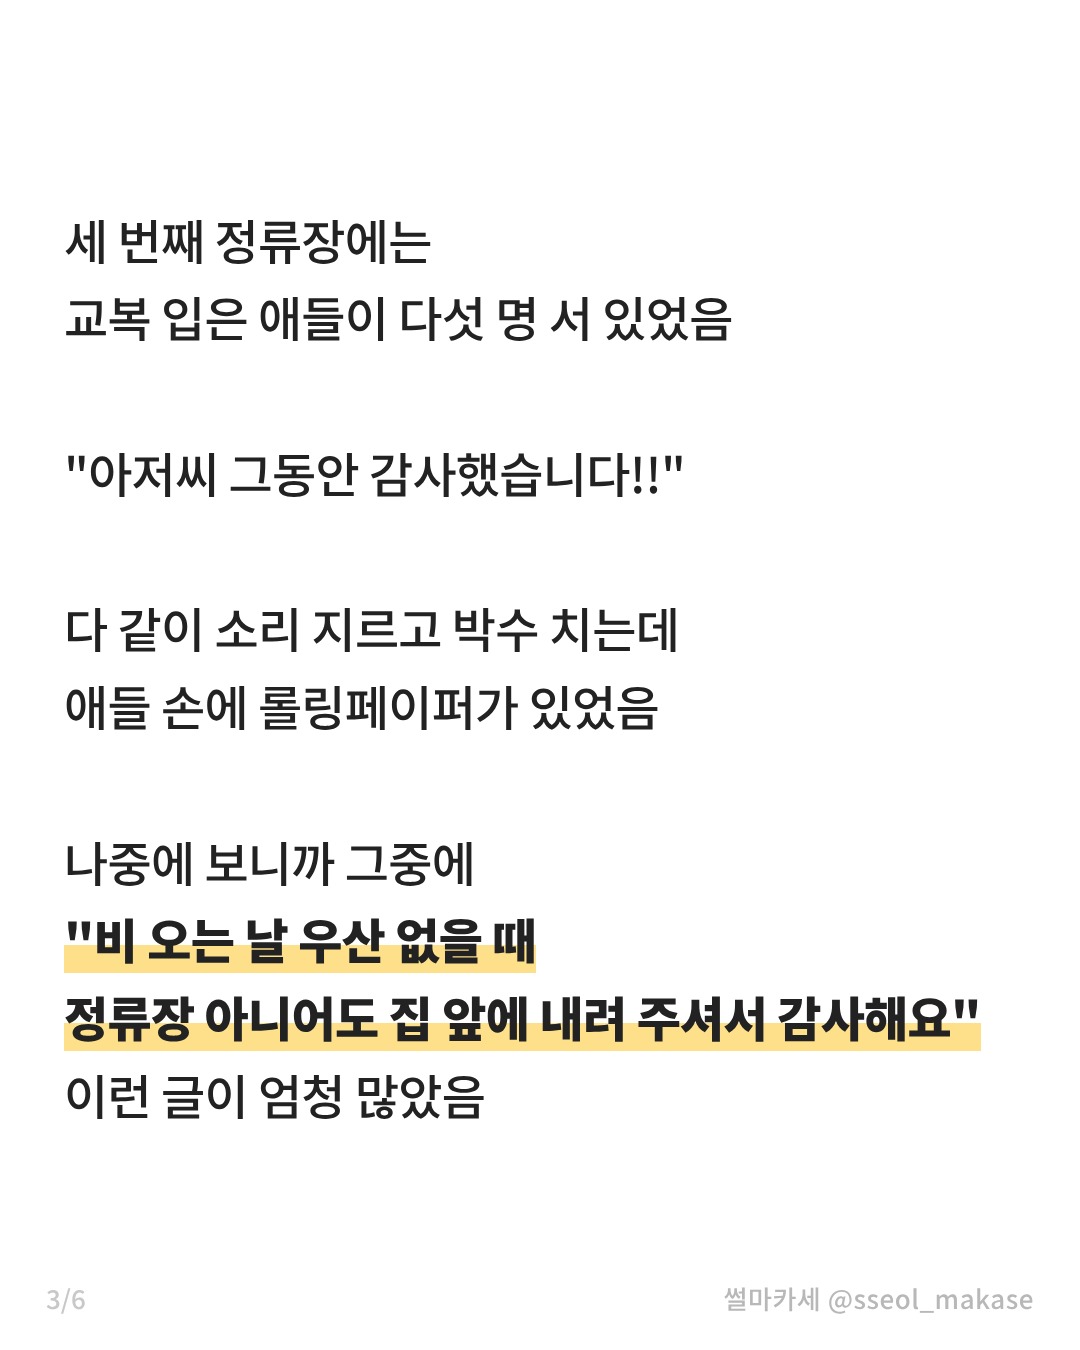 세 번째 정류장에는
교복 입은 애들이 다섯 명 서 있었음
"아저씨 그동안 감사했습니다!!"
다 같이 소리 지르고 박수 치는데
애들 손에 롤링페이퍼가 있었음
나중에 보니까 그중에
"비 오는 날 우산 없을 때
정류장 아니어도 집 앞에 내려 주셔서 감사해요"
이런 글이 엄청 많았음
3/6
썰마카세 @sseol_makase